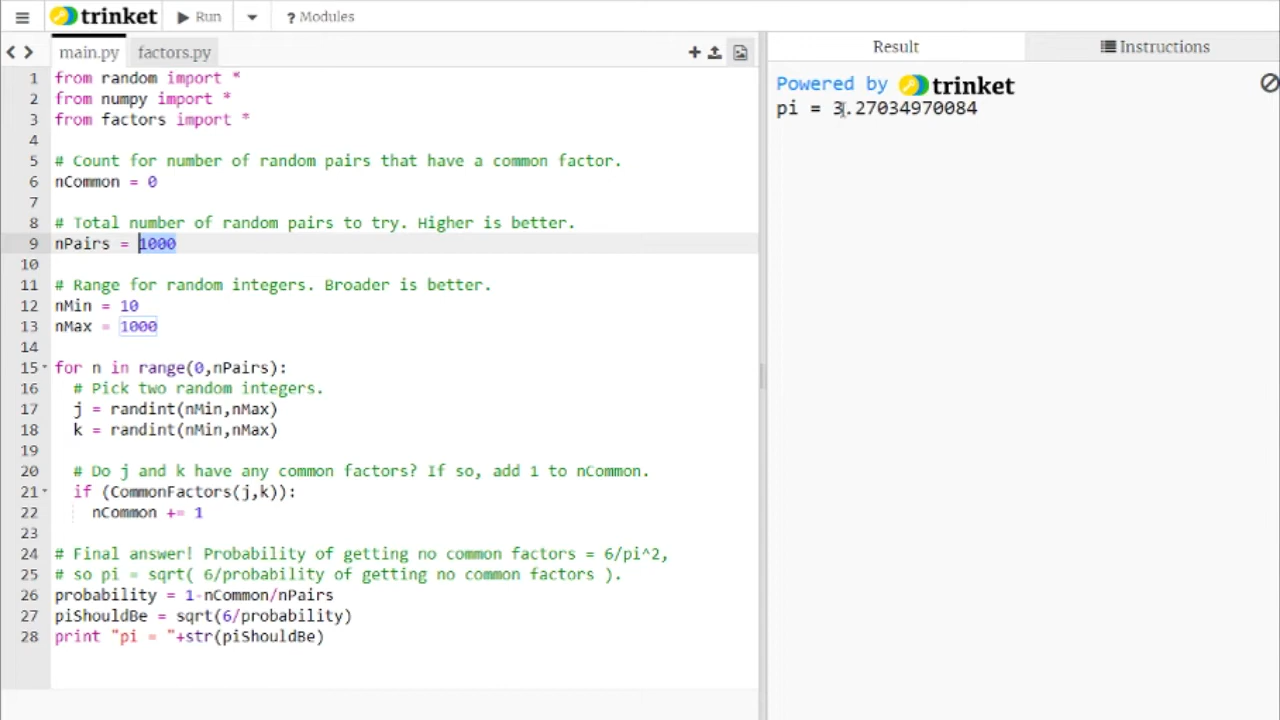 trinket Run ? Modules
main.py factors.py
Result Instructions
1 from random import *
2 from numpy import *
3 from factors import *
4
5 # Count for number of random pairs that have a common factor.
6 nCommon = 0
7
8 # Total number of random pairs to try. Higher is better.
9 nPairs = 1000
10
11 # Range for random integers. Broader is better.
12 nMin = 10
13 nMax = 1000
14
15 for n in range(0,nPairs):
16 # Pick two random integers.
17 j = randint(nMin,nMax)
18 k = randint(nMin,nMax)
19
20 # Do j and k have any common factors? If so, add 1 to nCommon.
21 if (CommonFactors(j,k)):
22 nCommon += 1
23
24 # Final answer! Probability of getting no common factors = 6/pi^2,
25 # so pi = sqrt( 6/probability of getting no common factors ).
26 probability = 1-nCommon/nPairs
27 piShouldBe = sqrt(6/probability)
28 print "pi = "+str(piShouldBe)
Powered by trinket
pi = 3.27034970084